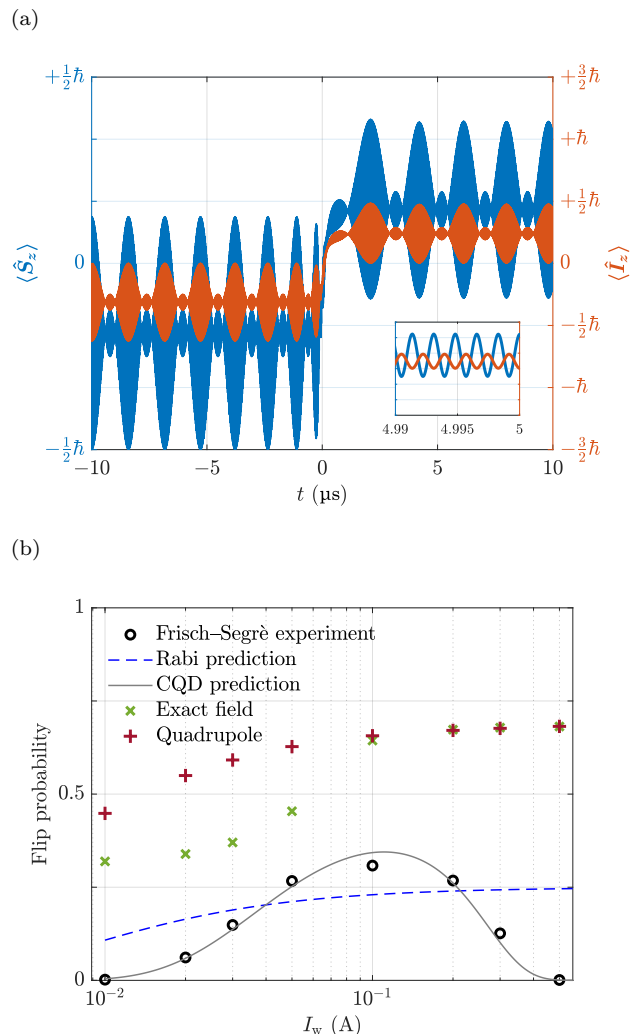 (a)
+½ħ
0
−½ħ
⟨Ŝz⟩
+3/2ħ
+ħ
+½ħ
0
−½ħ
−ħ
−3/2ħ
⟨Îz⟩
4.99 4.995 5
−10 −5 0 5 10
t (µs)
(b)
1
0.5
0
Flip probability
Frisch–Segrè experiment
Rabi prediction
CQD prediction
Exact field
Quadrupole
10⁻² 10⁻¹
Iw (A)